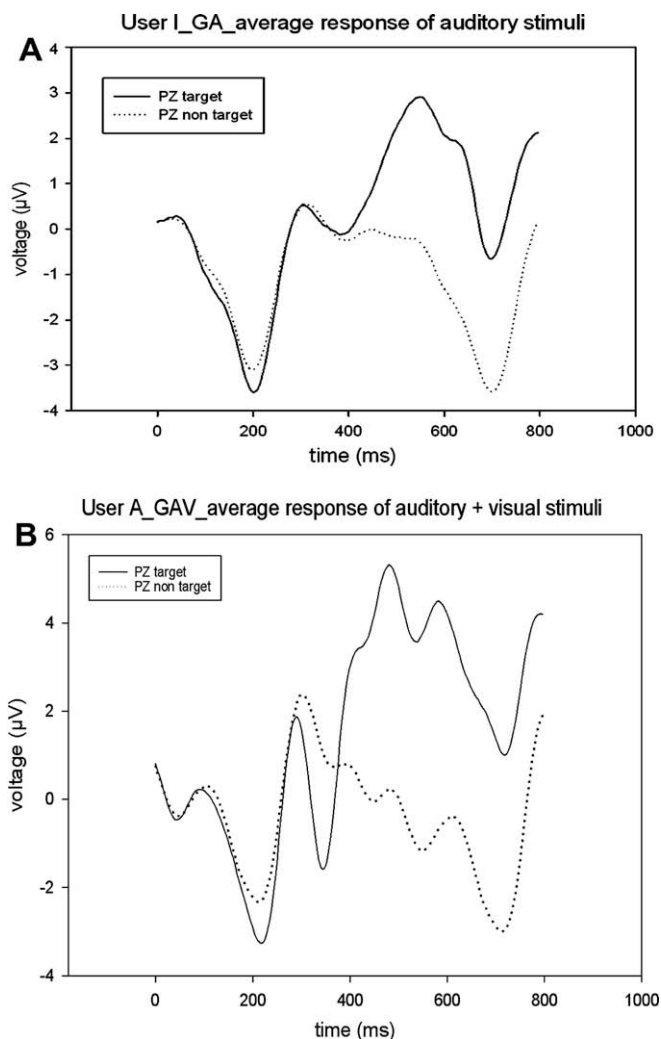 User I_GA_average response of auditory stimuli
A
4
PZ target
PZ non target
3
2
1
0
-1
-2
-3
-4
voltage (µV)
0 200 400 600 800 1000
time (ms)
User A_GAV_average response of auditory + visual stimuli
B
6
PZ target
PZ non target
4
2
0
-2
-4
voltage (µV)
0 200 400 600 800 1000
time (ms)